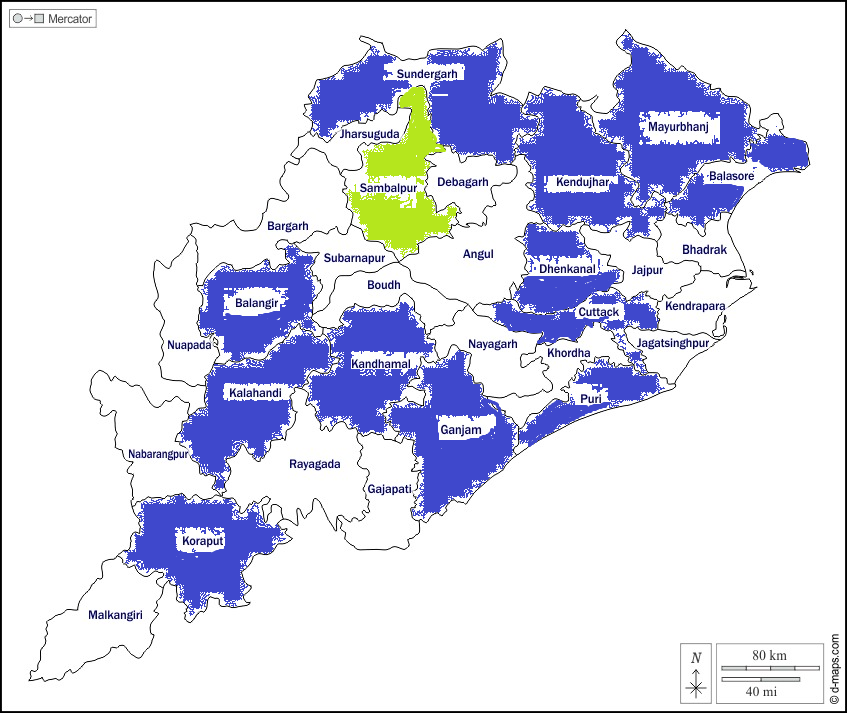 Mercator
Sundergarh
Jharsuguda
Mayurbhanj
Sambalpur
Debagarh
Kendujhar
Balasore
Bargarh
Subarnapur
Angul
Bhadrak
Dhenkanal
Jajpur
Boudh
Balangir
Cuttack
Kendrapara
Nuapada
Nayagarh
Khordha
Jagatsinghpur
Kandhamal
Kalahandi
Puri
Ganjam
Nabarangpur
Rayagada
Gajapati
Koraput
Malkangiri
N
80 km
40 mi
© d-maps.com